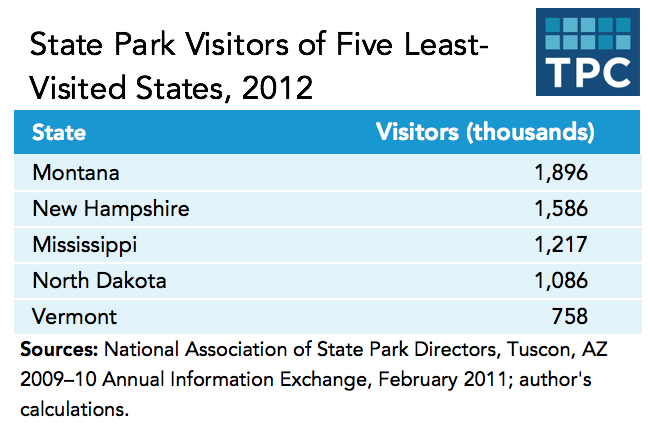 State Park Visitors of Five Least-
Visited States, 2012
TPC
State Visitors (thousands)
Montana 1,896
New Hampshire 1,586
Mississippi 1,217
North Dakota 1,086
Vermont 758
Sources: National Association of State Park Directors, Tuscon, AZ
2009–10 Annual Information Exchange, February 2011; author's
calculations.